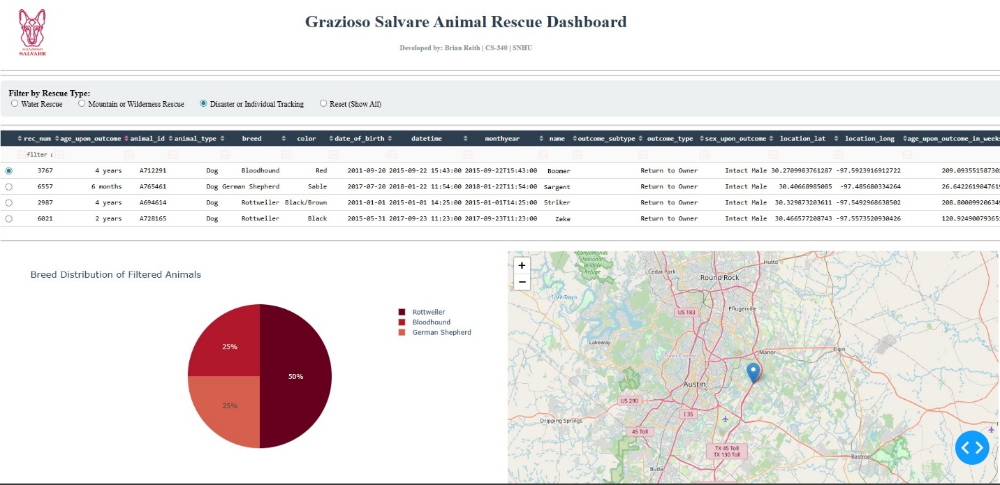 GRAZIOSO
SALVARE
Grazioso Salvare Animal Rescue Dashboard
Developed by: Brian Reith | CS-340 | SNHU
Filter by Rescue Type:
Water Rescue Mountain or Wilderness Rescue Disaster or Individual Tracking Reset (Show All)
rec_num age_upon_outcome animal_id animal_type breed color date_of_birth datetime monthyear name outcome_subtype outcome_type sex_upon_outcome location_lat location_long age_upon_outcome_in_weeks
filter
3767 4 years A712291 Dog Bloodhound Red 2011-09-20 2015-09-22 15:43:00 2015-09-22T15:43:00 Boomer Return to Owner Intact Male 30.2709983761287 -97.5923916912722 209.093551587302
6557 6 months A765461 Dog German Shepherd Sable 2017-07-20 2018-01-22 11:54:00 2018-01-22T11:54:00 Sargent Return to Owner Intact Male 30.40668985085 -97.485680334264 26.6422619047619
2987 4 years A694614 Dog Rottweiler Black/Brown 2011-01-01 2015-01-01 14:25:00 2015-01-01T14:25:00 Striker Return to Owner Intact Male 30.329873203611 -97.5492968638502 208.800099206349
6021 2 years A728165 Dog Rottweiler Black 2015-05-31 2017-09-23 11:23:00 2017-09-23T11:23:00 Zeke Return to Owner Intact Male 30.466577208743 -97.5573520930426 120.924900793651
Breed Distribution of Filtered Animals
Rottweiler
Bloodhound
German Shepherd
25%
50%
25%
+
−
Canyonlands
National
Wildlife
Refuge
Cedar Park
Hutto
Round Rock
Lake Travis
US 183
Pflugerville
Lakeway
Manor
Elgin
Travis County
Austin
US 290
I 35
Dripping Springs
45 Toll
TX 45 Toll
TX 130 Toll
Bastrop
Buda